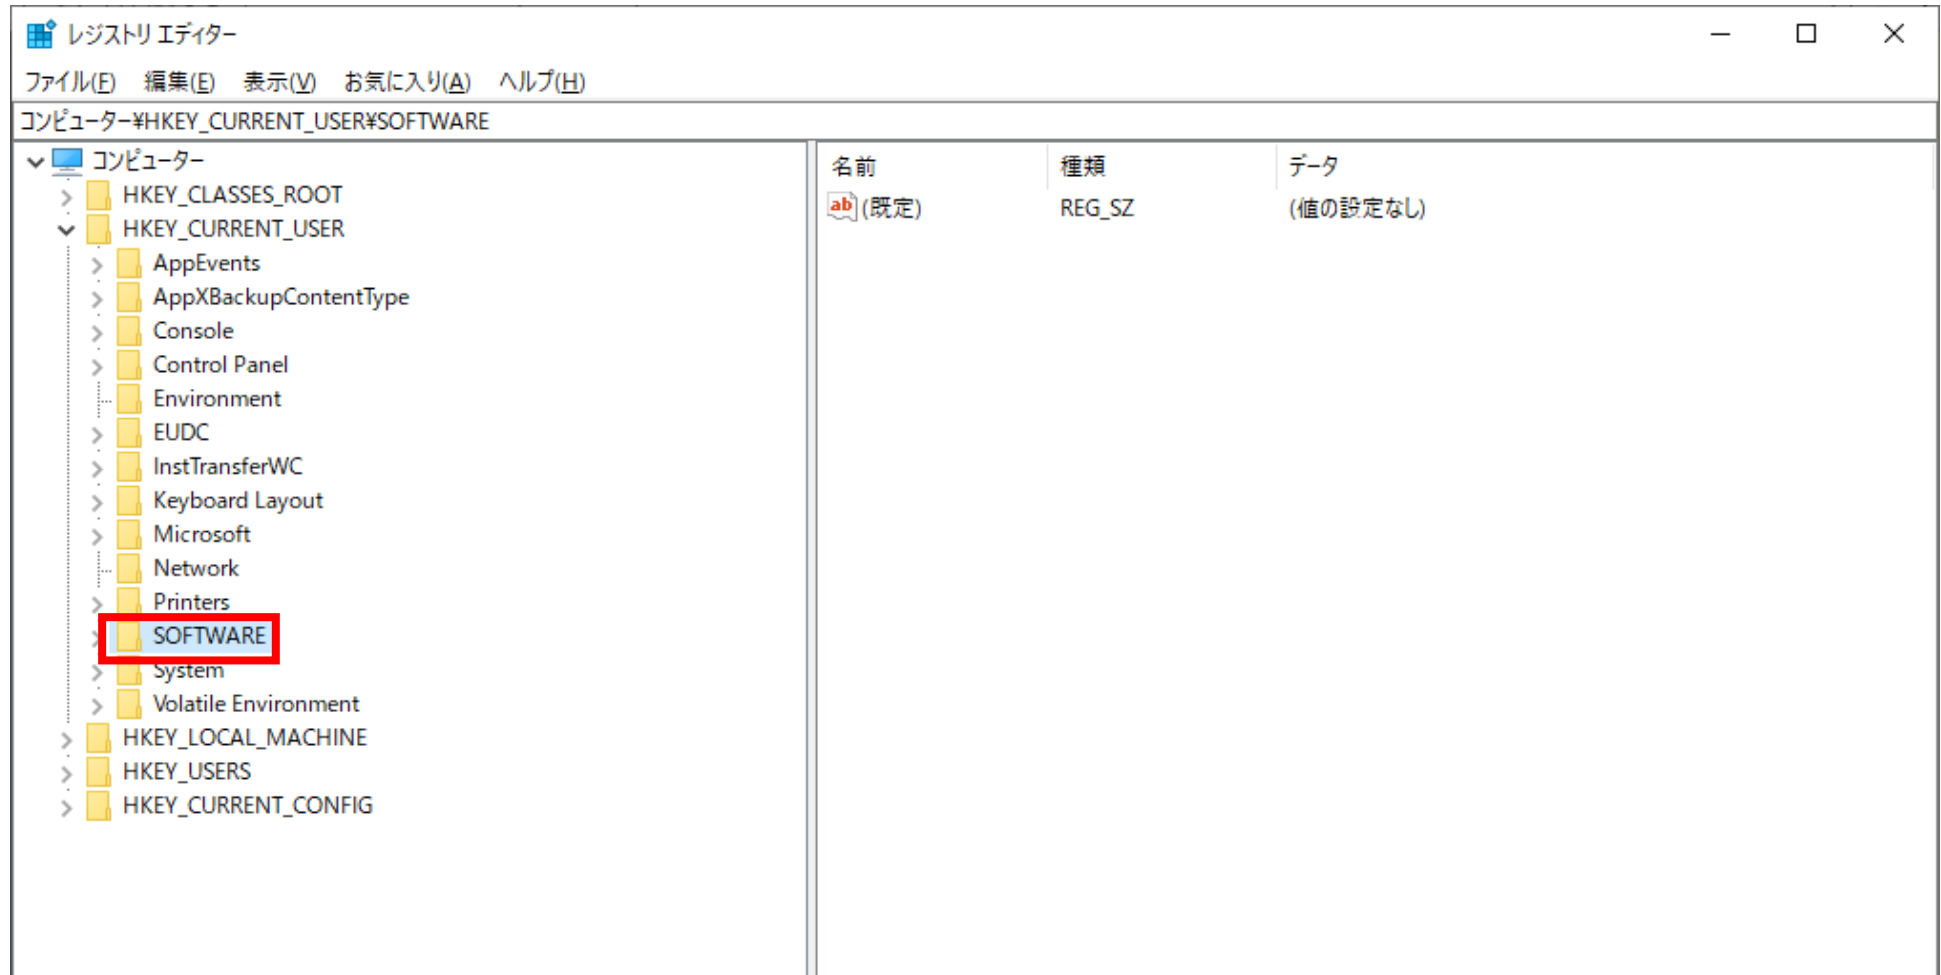 レジストリ エディター
ファイル(F) 編集(E) 表示(V) お気に入り(A) ヘルプ(H)
コンピューター¥HKEY_CURRENT_USER¥SOFTWARE
コンピューター
HKEY_CLASSES_ROOT
HKEY_CURRENT_USER
AppEvents
AppXBackupContentType
Console
Control Panel
Environment
EUDC
InstTransferWC
Keyboard Layout
Microsoft
Network
Printers
SOFTWARE
System
Volatile Environment
HKEY_LOCAL_MACHINE
HKEY_USERS
HKEY_CURRENT_CONFIG
名前 種類 データ
ab (既定) REG_SZ (値の設定なし)